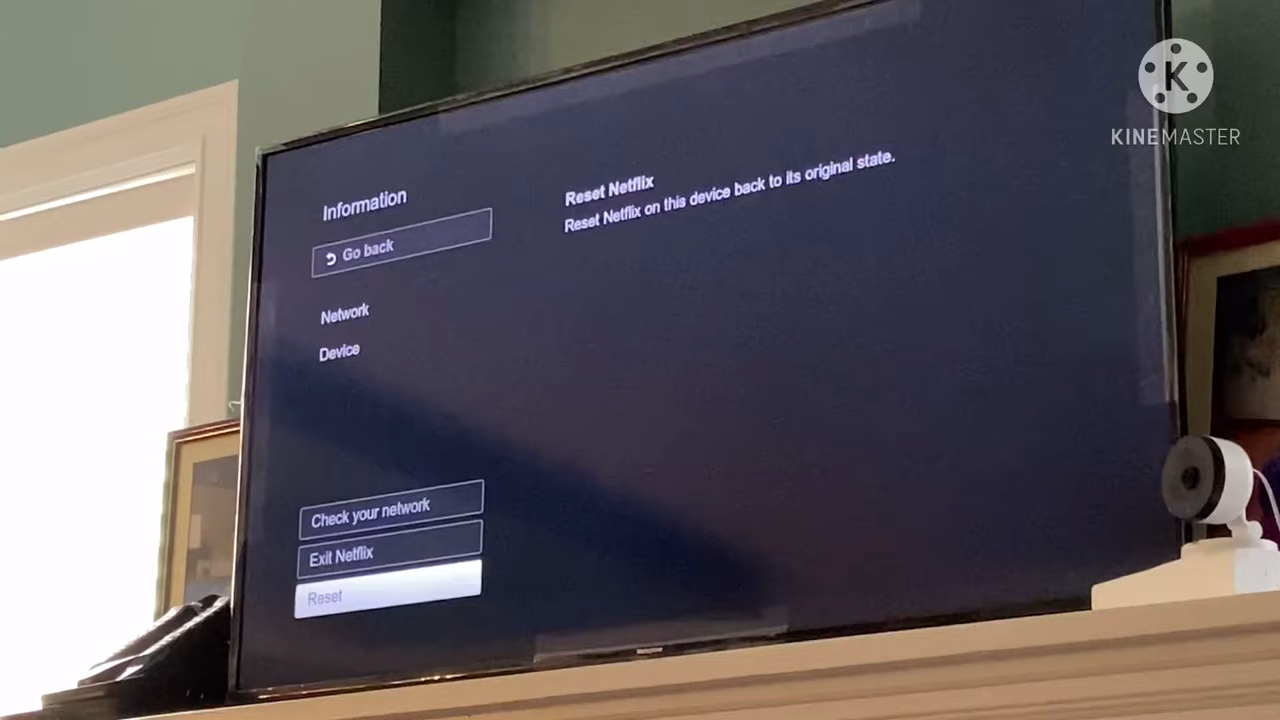 Information
Go back
Network
Device
Check your network
Exit Netflix
Reset
Reset Netflix
Reset Netflix on this device back to its original state.
K
KINEMASTER